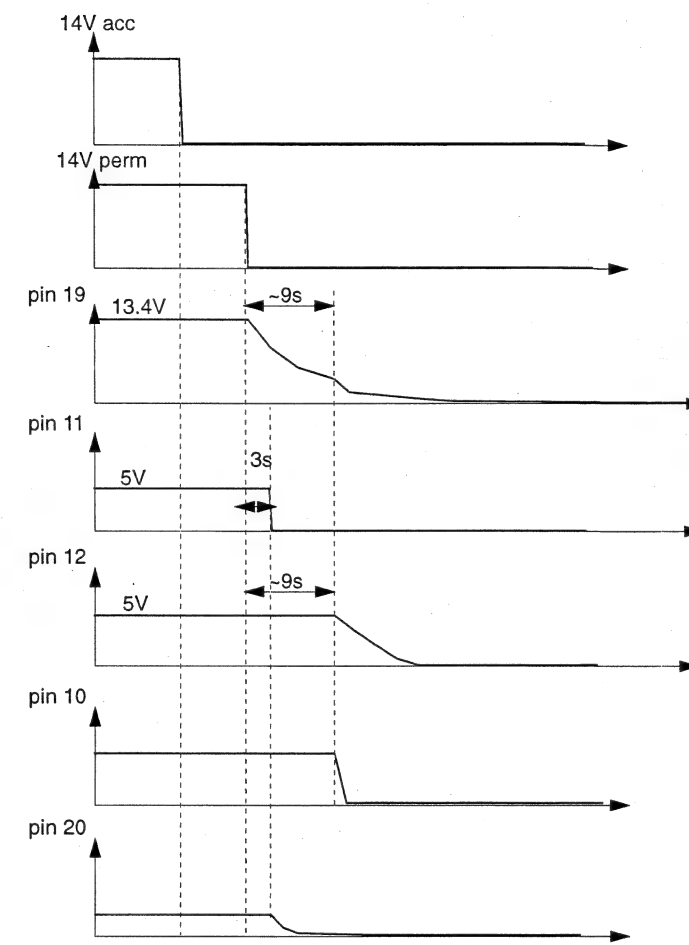 14V acc
14V perm
pin 19
13.4V
~9s
pin 11
3s
5V
pin 12
~9s
5V
pin 10
pin 20